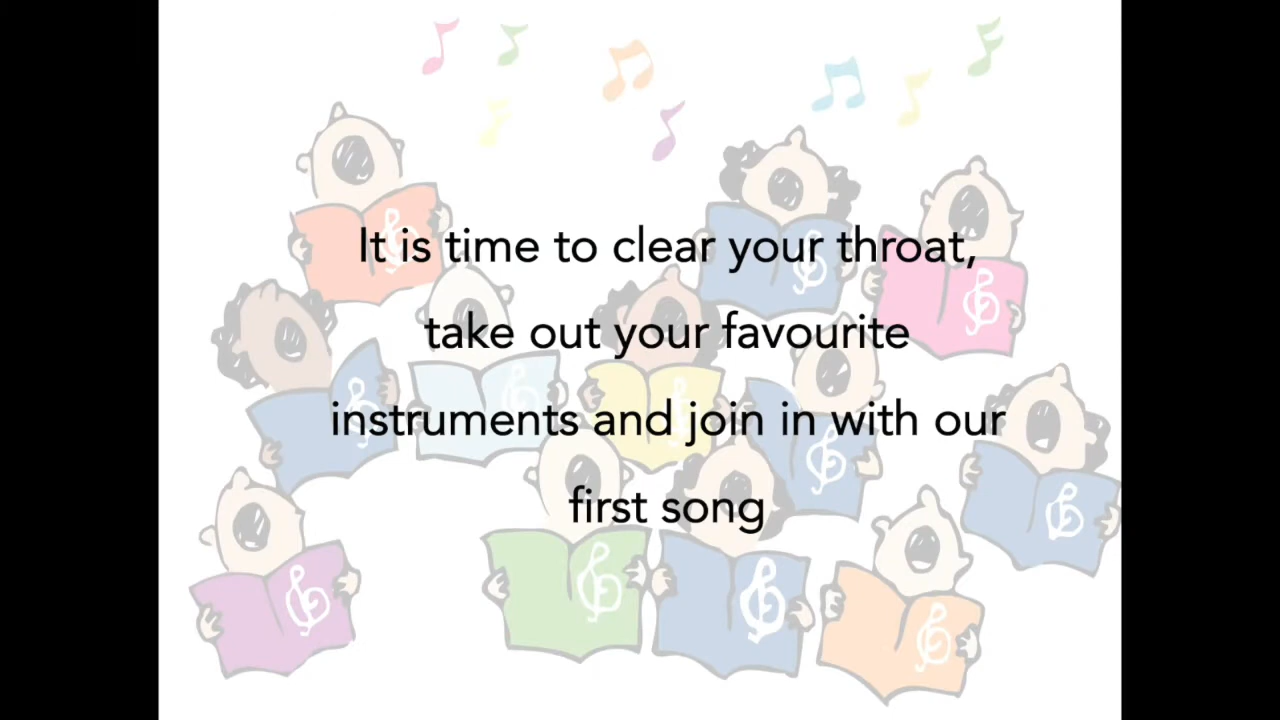 It is time to clear your throat,
take out your favourite
instruments and join in with our
first song